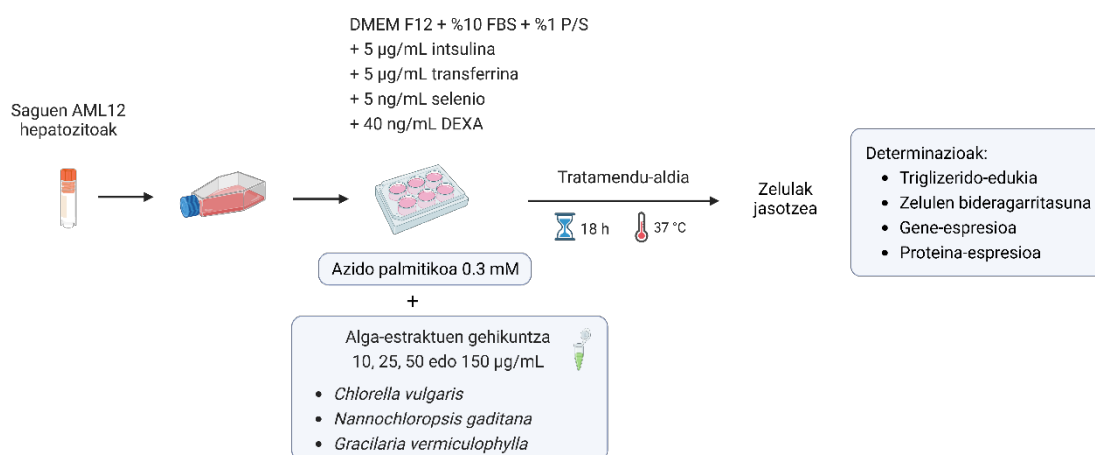 DMEM F12 + %10 FBS + %1 P/S
+ 5 µg/mL intsulina
+ 5 µg/mL transferrina
+ 5 ng/mL selenio
+ 40 ng/mL DEXA
Saguen AML12
hepatozitoak
Tratamendu-aldia
18 h
37 °C
Zelulak
jasotzea
Determinazioak:
• Triglizerido-edukia
• Zelulen bideragarritasuna
• Gene-espresioa
• Proteina-espresioa
Azido palmitikoa 0.3 mM
+
Alga-estraktuen gehikuntza
10, 25, 50 edo 150 µg/mL
• Chlorella vulgaris
• Nannochloropsis gaditana
• Gracilaria vermiculophylla